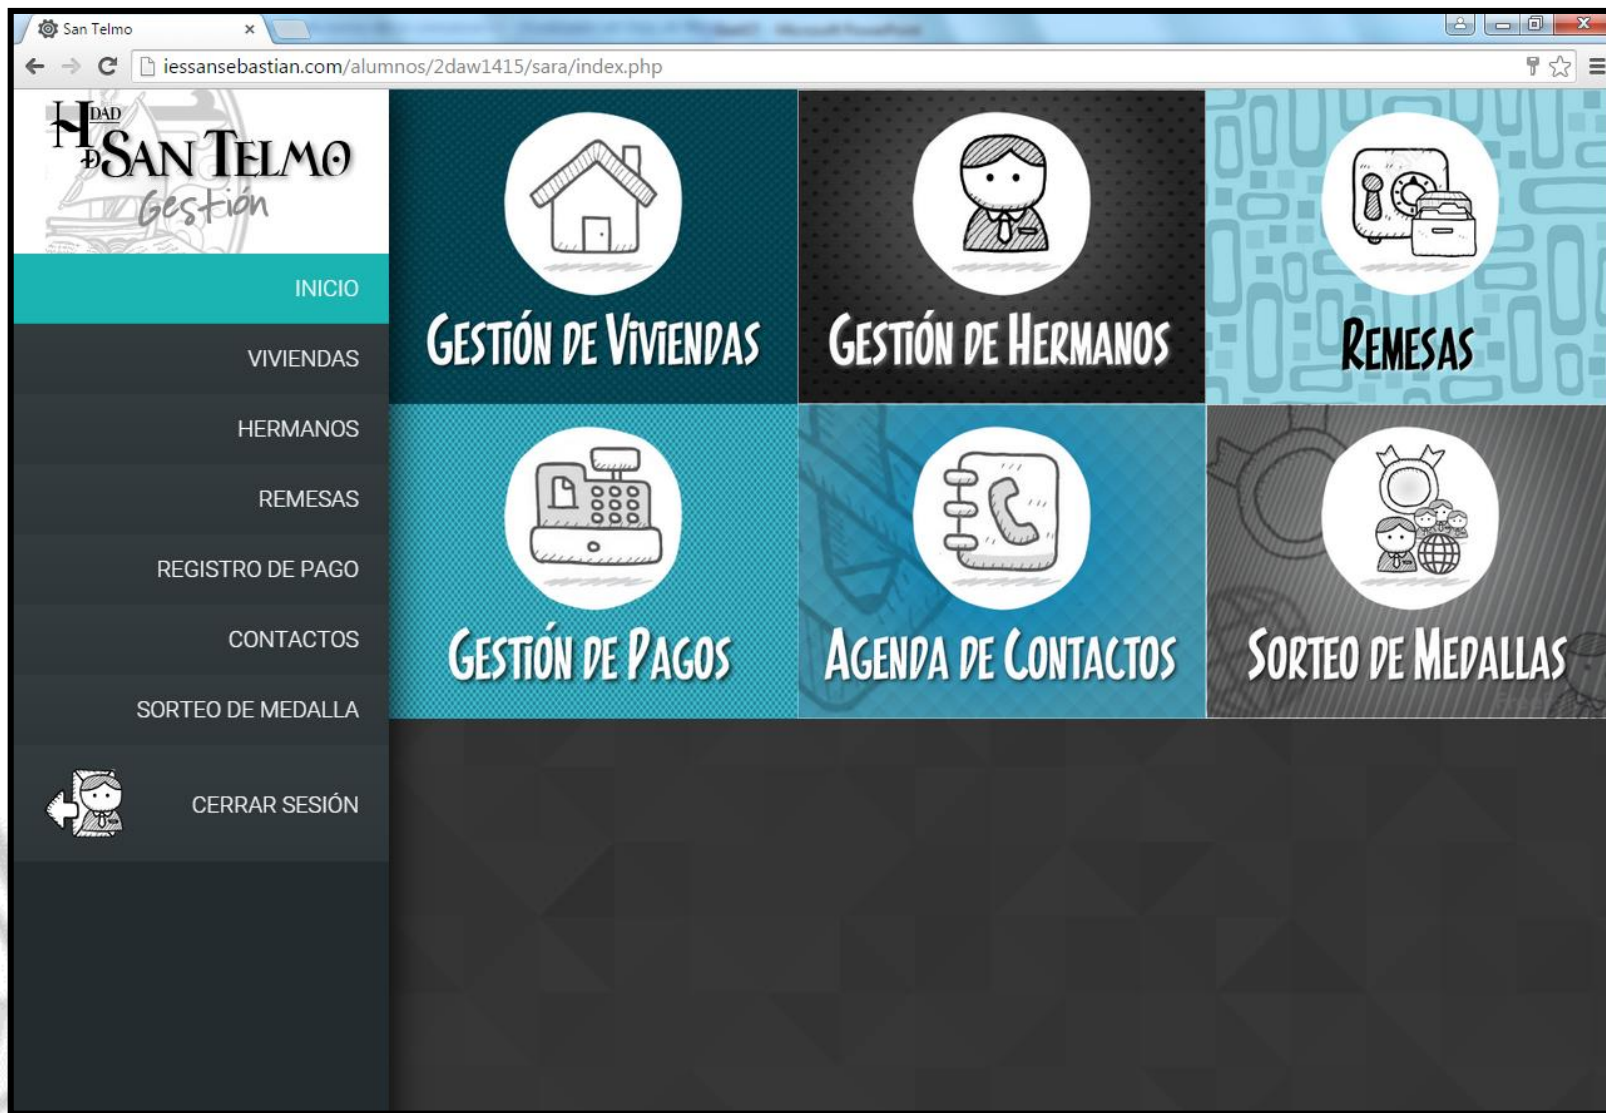 San Telmo
iessansebastian.com/alumnos/2daw1415/sara/index.php
HDAD
D SAN TELMO
Gestión
INICIO
VIVIENDAS
HERMANOS
REMESAS
REGISTRO DE PAGO
CONTACTOS
SORTEO DE MEDALLA
CERRAR SESIÓN
GESTIÓN DE VIVIENDAS
GESTIÓN DE HERMANOS
REMESAS
GESTIÓN DE PAGOS
AGENDA DE CONTACTOS
SORTEO DE MEDALLAS